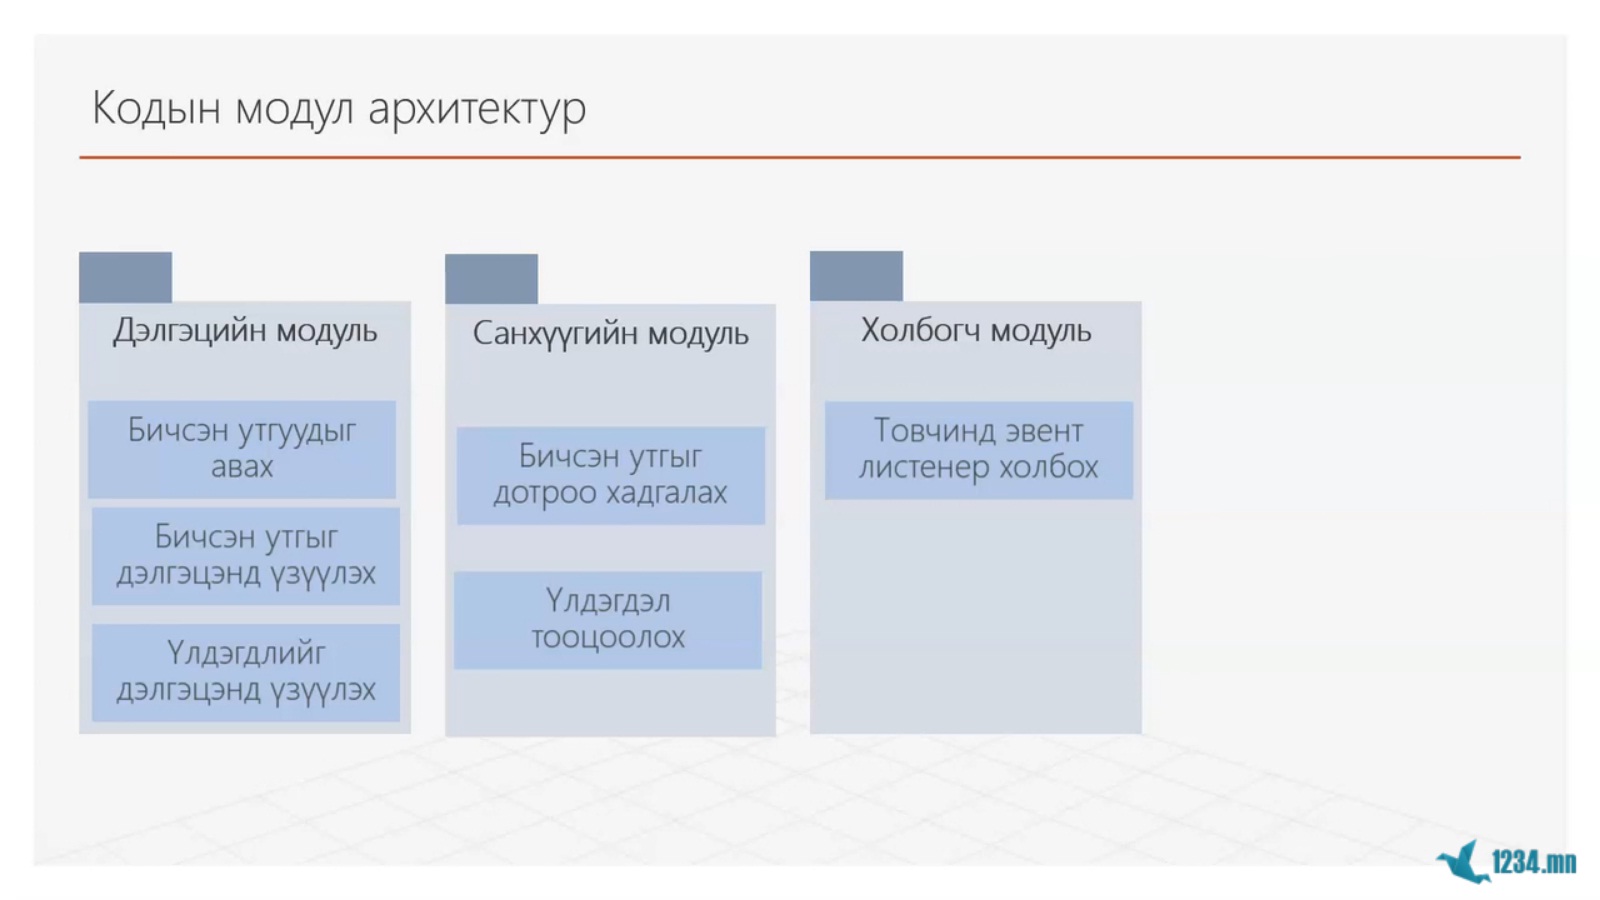 Кодын модул архитектур
Дэлгэцийн модуль
Бичсэн утгуудыг
авах
Бичсэн утгыг
дэлгэцэнд үзүүлэх
Үлдэгдлийг
дэлгэцэнд үзүүлэх
Санхүүгийн модуль
Бичсэн утгыг
дотроо хадгалах
Үлдэгдэл
тооцоолох
Холбогч модуль
Товчинд эвент
листенер холбох
1234.mn